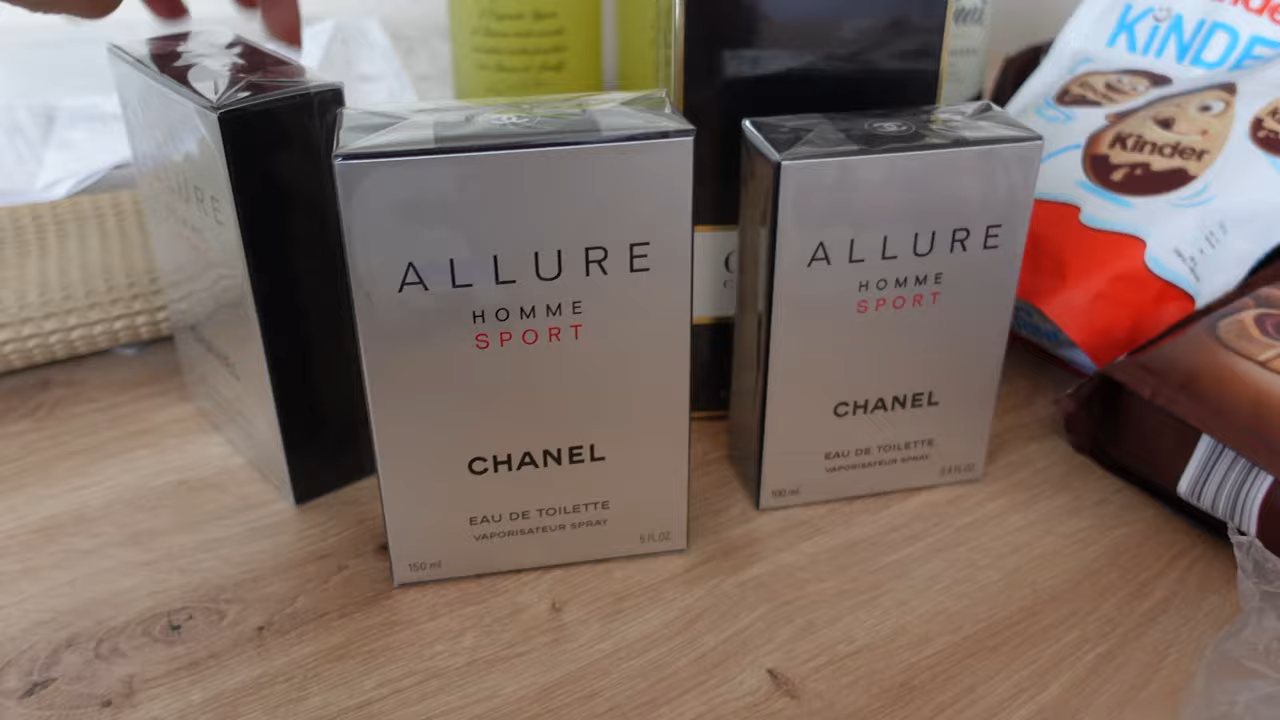 ALLURE
HOMME
SPORT
CHANEL
EAU DE TOILETTE
VAPORISATEUR SPRAY
150 ml
5 FL.OZ.
ALLURE
HOMME
SPORT
CHANEL
EAU DE TOILETTE
VAPORISATEUR SPRAY
100 ml
3.4 FL.OZ.
KINDE
Kinder